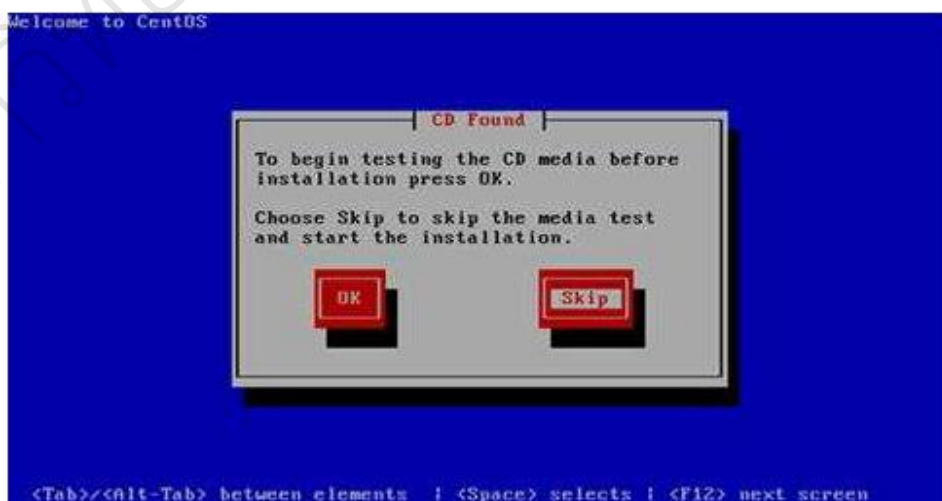 Welcome to CentOS
CD Found
To begin testing the CD media before
installation press OK.
Choose Skip to skip the media test
and start the installation.
OK
Skip
<Tab>/<Alt-Tab> between elements | <Space> selects | <F12> next screen